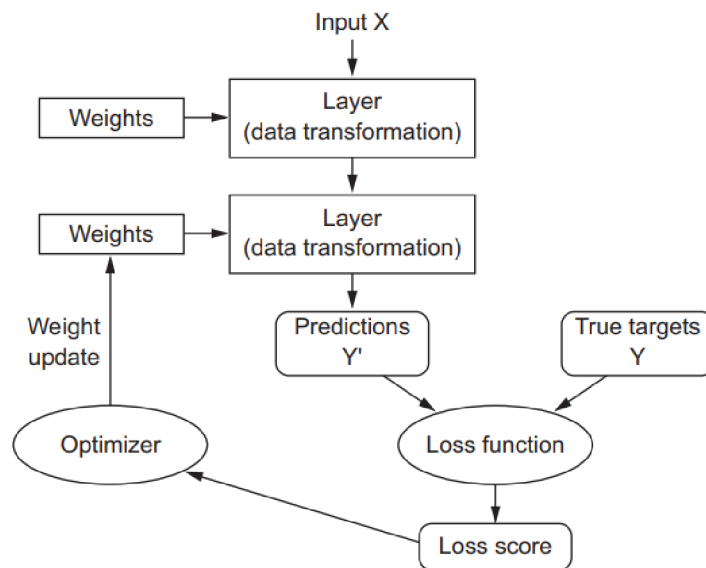 Input X
Weights
Layer
(data transformation)
Weights
Layer
(data transformation)
Weight
update
Predictions
Y'
True targets
Y
Optimizer
Loss function
Loss score